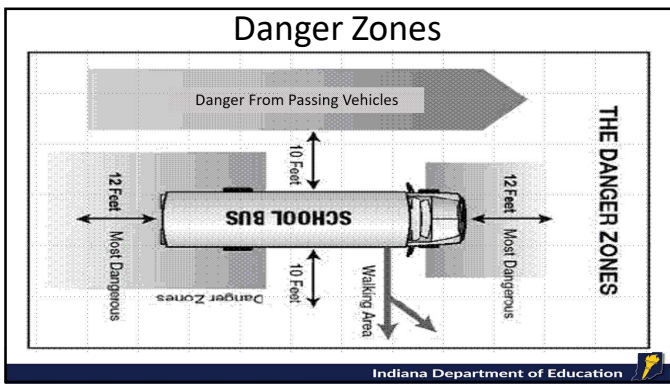 Danger Zones
Danger From Passing Vehicles
THE DANGER ZONES
10 Feet
12 Feet Most Dangerous
SCHOOL BUS
12 Feet Most Dangerous
10 Feet
Walking Area
Danger Zones
Indiana Department of Education